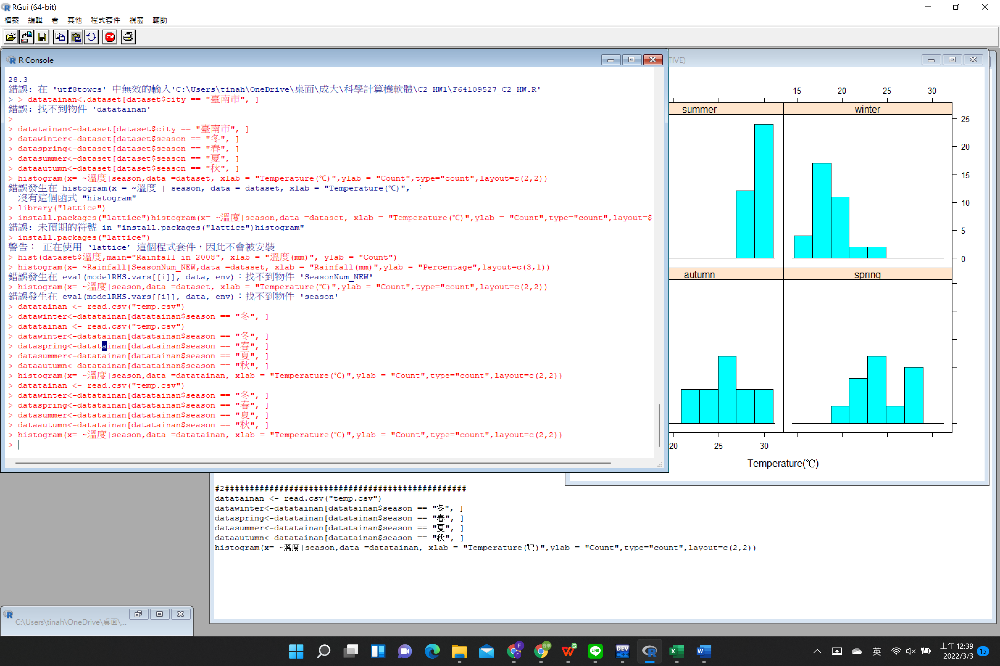 RGui (64-bit)
檔案 編輯 看 其他 程式套件 視窗 輔助
STOP
R Console
28.3
錯誤: 在 'utf8towcs' 中無效的輸入'C:\Users\tinah\OneDrive\桌面\成大\科學計算機軟體\C2_HW1\F64109527_C2_HW.R'
> > datatainan<.dataset[dataset$city == "臺南市", ]
錯誤: 找不到物件 'datatainan'
>
> datatainan<-dataset[dataset$city == "臺南市", ]
> datawinter<-dataset[dataset$season == "冬", ]
> dataspring<-dataset[dataset$season == "春", ]
> datasummer<-dataset[dataset$season == "夏", ]
> dataautumn<-dataset[dataset$season == "秋", ]
> histogram(x= ~溫度|season,data =dataset, xlab = "Temperature(℃)",ylab = "Count",type="count",layout=c(2,2))
錯誤發生在 histogram(x = ~溫度 | season, data = dataset, xlab = "Temperature(℃)", :
沒有這個函式 "histogram"
> library("lattice")
> install.packages("lattice")histogram(x= ~溫度|season,data =dataset, xlab = "Temperature(℃)",ylab = "Count",type="count",layout=$
錯誤: 未預期的符號 in "install.packages("lattice")histogram"
> install.packages("lattice")
警告: 正在使用 ‘lattice’ 這個程式套件，因此不會被安裝
> hist(dataset$溫度,main="Rainfall in 2008", xlab = "溫度(mm)", ylab = "Count")
> histogram(x= ~Rainfall|SeasonNum_NEW,data =dataset, xlab = "Rainfall(mm)",ylab = "Percentage",layout=c(3,1))
錯誤發生在 eval(modelRHS.vars[[i]], data, env)：找不到物件 'SeasonNum_NEW'
> histogram(x= ~溫度|season,data =dataset, xlab = "Temperature(℃)",ylab = "Count",type="count",layout=c(2,2))
錯誤發生在 eval(modelRHS.vars[[i]], data, env)：找不到物件 'season'
> datatainan <- read.csv("temp.csv")
> datawinter<-datatainan[datatainan$season == "冬", ]
> datatainan <- read.csv("temp.csv")
> datawinter<-datatainan[datatainan$season == "冬", ]
> dataspring<-datatainan[datatainan$season == "春", ]
> datasummer<-datatainan[datatainan$season == "夏", ]
> dataautumn<-datatainan[datatainan$season == "秋", ]
> histogram(x= ~溫度|season,data =datatainan, xlab = "Temperature(℃)",ylab = "Count",type="count",layout=c(2,2))
> datatainan <- read.csv("temp.csv")
> datawinter<-datatainan[datatainan$season == "冬", ]
> dataspring<-datatainan[datatainan$season == "春", ]
> datasummer<-datatainan[datatainan$season == "夏", ]
> dataautumn<-datatainan[datatainan$season == "秋", ]
> histogram(x= ~溫度|season,data =datatainan, xlab = "Temperature(℃)",ylab = "Count",type="count",layout=c(2,2))
>
TIVE)
15 20 25 30
summer winter
25
20
15
10
5
0
autumn spring
20 25 30
Temperature(℃)
#2#################################################
datatainan <- read.csv("temp.csv")
datawinter<-datatainan[datatainan$season == "冬", ]
dataspring<-datatainan[datatainan$season == "春", ]
datasummer<-datatainan[datatainan$season == "夏", ]
dataautumn<-datatainan[datatainan$season == "秋", ]
histogram(x= ~溫度|season,data =datatainan, xlab = "Temperature(℃)",ylab = "Count",type="count",layout=c(2,2))
C:\Users\tinah\OneDrive\桌面\...
英
上午 12:39
2022/3/3
15